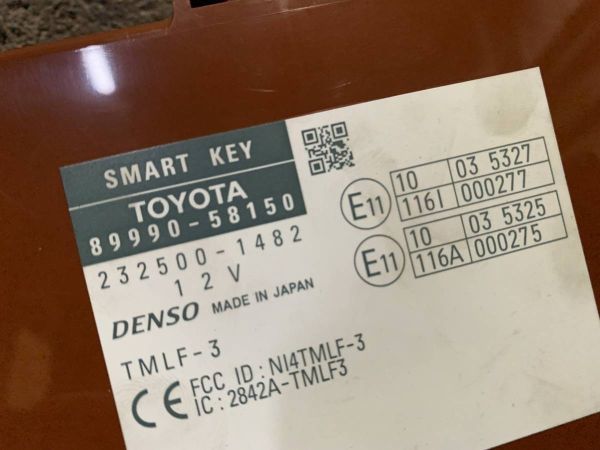 SMART KEY
TOYOTA
89990-58150
232500-1482
12V
DENSO MADE IN JAPAN
TMLF-3
CE FCC ID : NI4TMLF-3
IC : 2842A-TMLF3
E11 10 03 5327
116I 000277
E11 10 03 5325
116A 000275